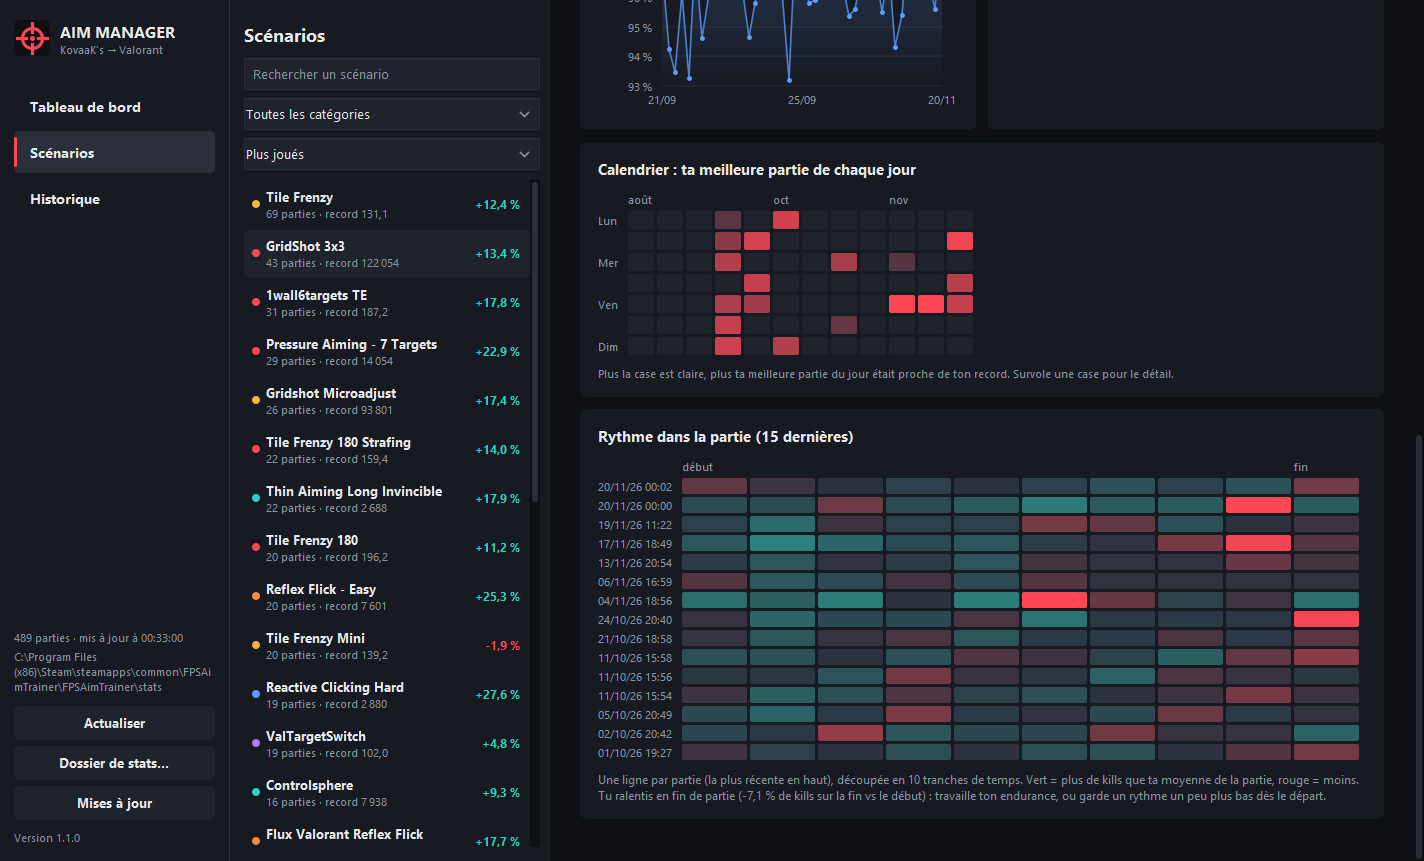 AIM MANAGER
KovaaK's → Valorant
Tableau de bord
Scénarios
Historique
489 parties · mis à jour à 00:33:00
C:\Program Files
(x86)\Steam\steamapps\common\FPSAi
mTrainer\FPSAimTrainer\stats
Actualiser
Dossier de stats...
Mises à jour
Version 1.1.0
Scénarios
Rechercher un scénario
Toutes les catégories
Plus joués
Tile Frenzy
69 parties · record 131,1
+12,4 %
GridShot 3x3
43 parties · record 122 054
+13,4 %
1wall6targets TE
31 parties · record 187,2
+17,8 %
Pressure Aiming - 7 Targets
29 parties · record 14 054
+22,9 %
Gridshot Microadjust
26 parties · record 93 801
+17,4 %
Tile Frenzy 180 Strafing
22 parties · record 159,4
+14,0 %
Thin Aiming Long Invincible
22 parties · record 2 688
+17,9 %
Tile Frenzy 180
20 parties · record 196,2
+11,2 %
Reflex Flick - Easy
20 parties · record 7 601
+25,3 %
Tile Frenzy Mini
20 parties · record 139,2
-1,9 %
Reactive Clicking Hard
19 parties · record 2 880
+27,6 %
ValTargetSwitch
19 parties · record 102,0
+4,8 %
Controlsphere
16 parties · record 7 938
+9,3 %
Flux Valorant Reflex Flick
+17,7 %
95 %
94 %
93 %
21/09 25/09 20/11
Calendrier : ta meilleure partie de chaque jour
août oct nov
Lun
Mer
Ven
Dim
Plus la case est claire, plus ta meilleure partie du jour était proche de ton record. Survole une case pour le détail.
Rythme dans la partie (15 dernières)
début fin
20/11/26 00:02
20/11/26 00:00
19/11/26 11:22
17/11/26 18:49
13/11/26 20:54
06/11/26 16:59
04/11/26 18:56
24/10/26 20:40
21/10/26 18:58
11/10/26 15:58
11/10/26 15:56
11/10/26 15:54
05/10/26 20:49
02/10/26 20:42
01/10/26 19:27
Une ligne par partie (la plus récente en haut), découpée en 10 tranches de temps. Vert = plus de kills que ta moyenne de la partie, rouge = moins.
Tu ralentis en fin de partie (-7,1 % de kills sur la fin vs le début) : travaille ton endurance, ou garde un rythme un peu plus bas dès le départ.